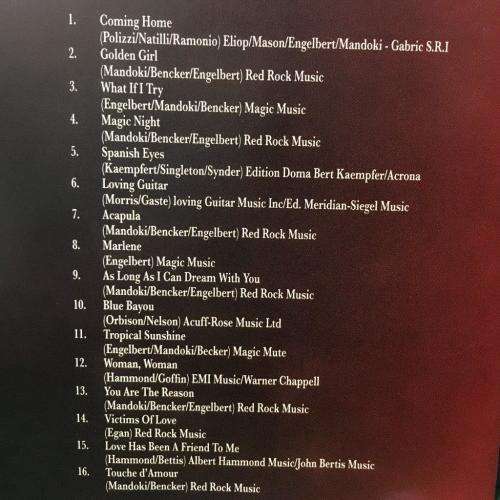 1. Coming Home
(Polizzi/Natilli/Ramonio) Eliop/Mason/Engelbert/Mandoki - Gabric S.R.I
2. Golden Girl
(Mandoki/Bencker/Engelbert) Red Rock Music
3. What If I Try
(Engelbert/Mandoki/Bencker) Magic Music
4. Magic Night
(Mandoki/Bencker/Engelbert) Red Rock Music
5. Spanish Eyes
(Kaempfert/Singleton/Synder) Edition Doma Bert Kaempfer/Acrona
6. Loving Guitar
(Morris/Gaste) loving Guitar Music Inc/Ed. Meridian-Siegel Music
7. Acapula
(Mandoki/Bencker/Engelbert) Red Rock Music
8. Marlene
(Engelbert) Magic Music
9. As Long As I Can Dream With You
(Mandoki/Bencker/Engelbert) Red Rock Music
10. Blue Bayou
(Orbison/Nelson) Acuff-Rose Music Ltd
11. Tropical Sunshine
(Engelbert/Mandoki/Becker) Magic Mute
12. Woman, Woman
(Hammond/Goffin) EMI Music/Warner Chappell
13. You Are The Reason
(Mandoki/Bencker/Engelbert) Red Rock Music
14. Victims Of Love
(Egan) Red Rock Music
15. Love Has Been A Friend To Me
(Hammond/Bettis) Albert Hammond Music/John Bertis Music
16. Touche d'Amour
(Mandoki/Bencker) Red Rock Music